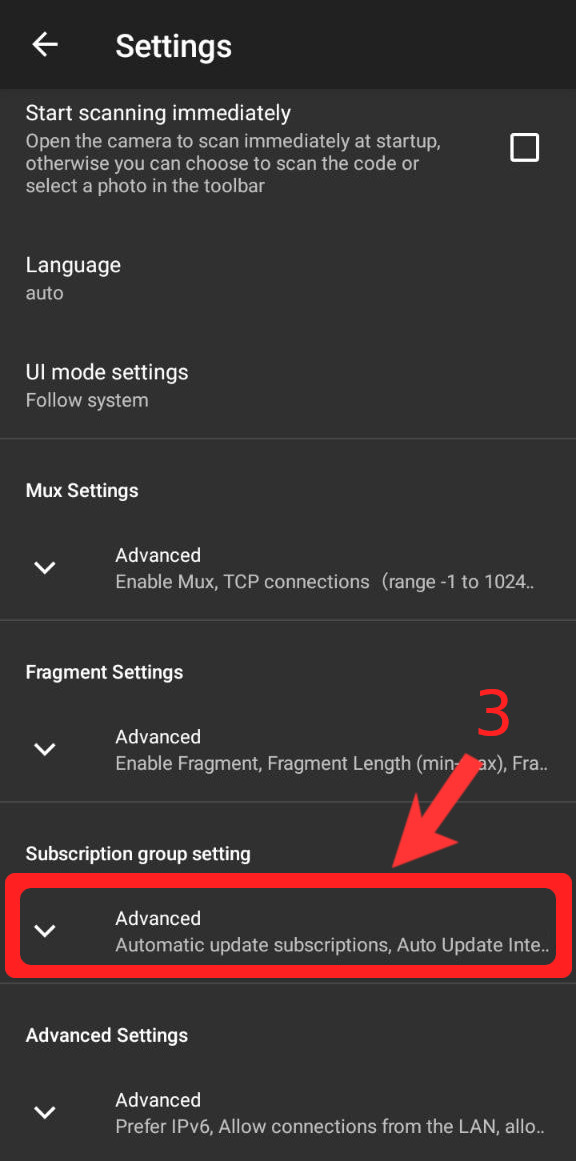 Settings
Start scanning immediately
Open the camera to scan immediately at startup,
otherwise you can choose to scan the code or
select a photo in the toolbar
Language
auto
UI mode settings
Follow system
Mux Settings
Advanced
Enable Mux, TCP connections（range -1 to 1024..
Fragment Settings
3
Advanced
Enable Fragment, Fragment Length (min-max), Fra..
Subscription group setting
Advanced
Automatic update subscriptions, Auto Update Inte..
Advanced Settings
Advanced
Prefer IPv6, Allow connections from the LAN, allo..